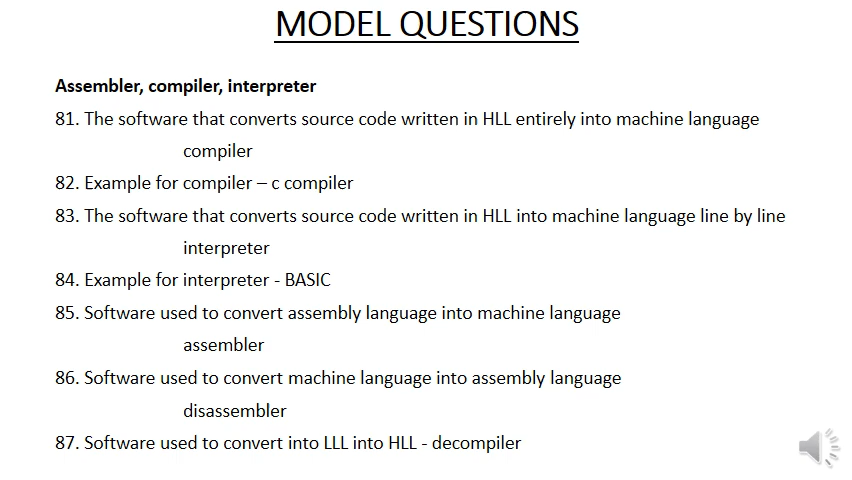 MODEL QUESTIONS
Assembler, compiler, interpreter
81. The software that converts source code written in HLL entirely into machine language
compiler
82. Example for compiler – c compiler
83. The software that converts source code written in HLL into machine language line by line
interpreter
84. Example for interpreter - BASIC
85. Software used to convert assembly language into machine language
assembler
86. Software used to convert machine language into assembly language
disassembler
87. Software used to convert into LLL into HLL - decompiler